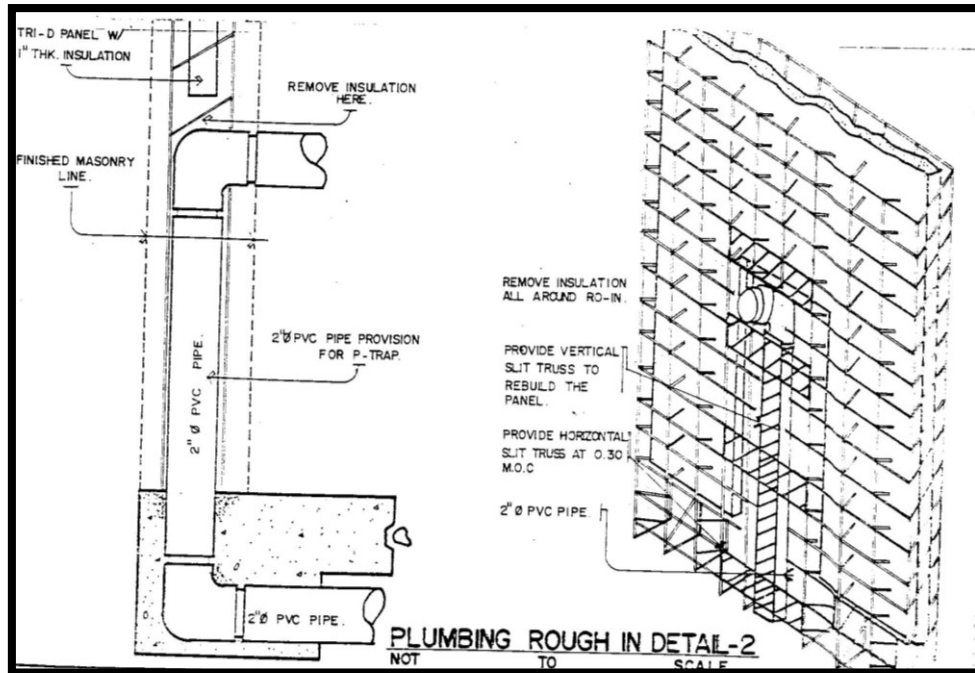 TRI-D PANEL W/
1" THK. INSULATION
REMOVE INSULATION
HERE.
FINISHED MASONRY
LINE.
2"Ø PVC PIPE PROVISION
FOR P-TRAP.
2"Ø PVC PIPE.
2"Ø PVC PIPE.
REMOVE INSULATION
ALL AROUND RO-IN.
PROVIDE VERTICAL
SLIT TRUSS TO
REBUILD THE
PANEL.
PROVIDE HORIZONTAL
SLIT TRUSS AT 0.30
M.O.C
2"Ø PVC PIPE.
PLUMBING ROUGH IN DETAIL-2
NOT TO SCALE